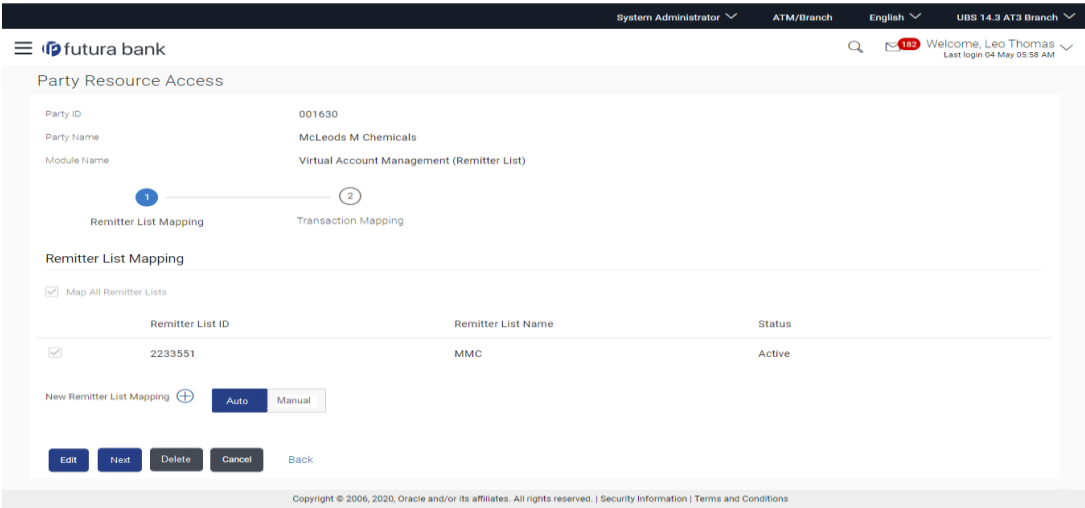 System Administrator ATM/Branch English UBS 14.3 AT3 Branch
futura bank 182 Welcome, Leo Thomas
Last login 04 May 05:58 AM
Party Resource Access
Party ID 001630
Party Name McLeods M Chemicals
Module Name Virtual Account Management (Remitter List)
1 2
Remitter List Mapping Transaction Mapping
Remitter List Mapping
Map All Remitter Lists
Remitter List ID Remitter List Name Status
2233551 MMC Active
New Remitter List Mapping Auto Manual
Edit Next Delete Cancel Back
Copyright © 2006, 2020, Oracle and/or its affiliates. All rights reserved. | Security Information | Terms and Conditions